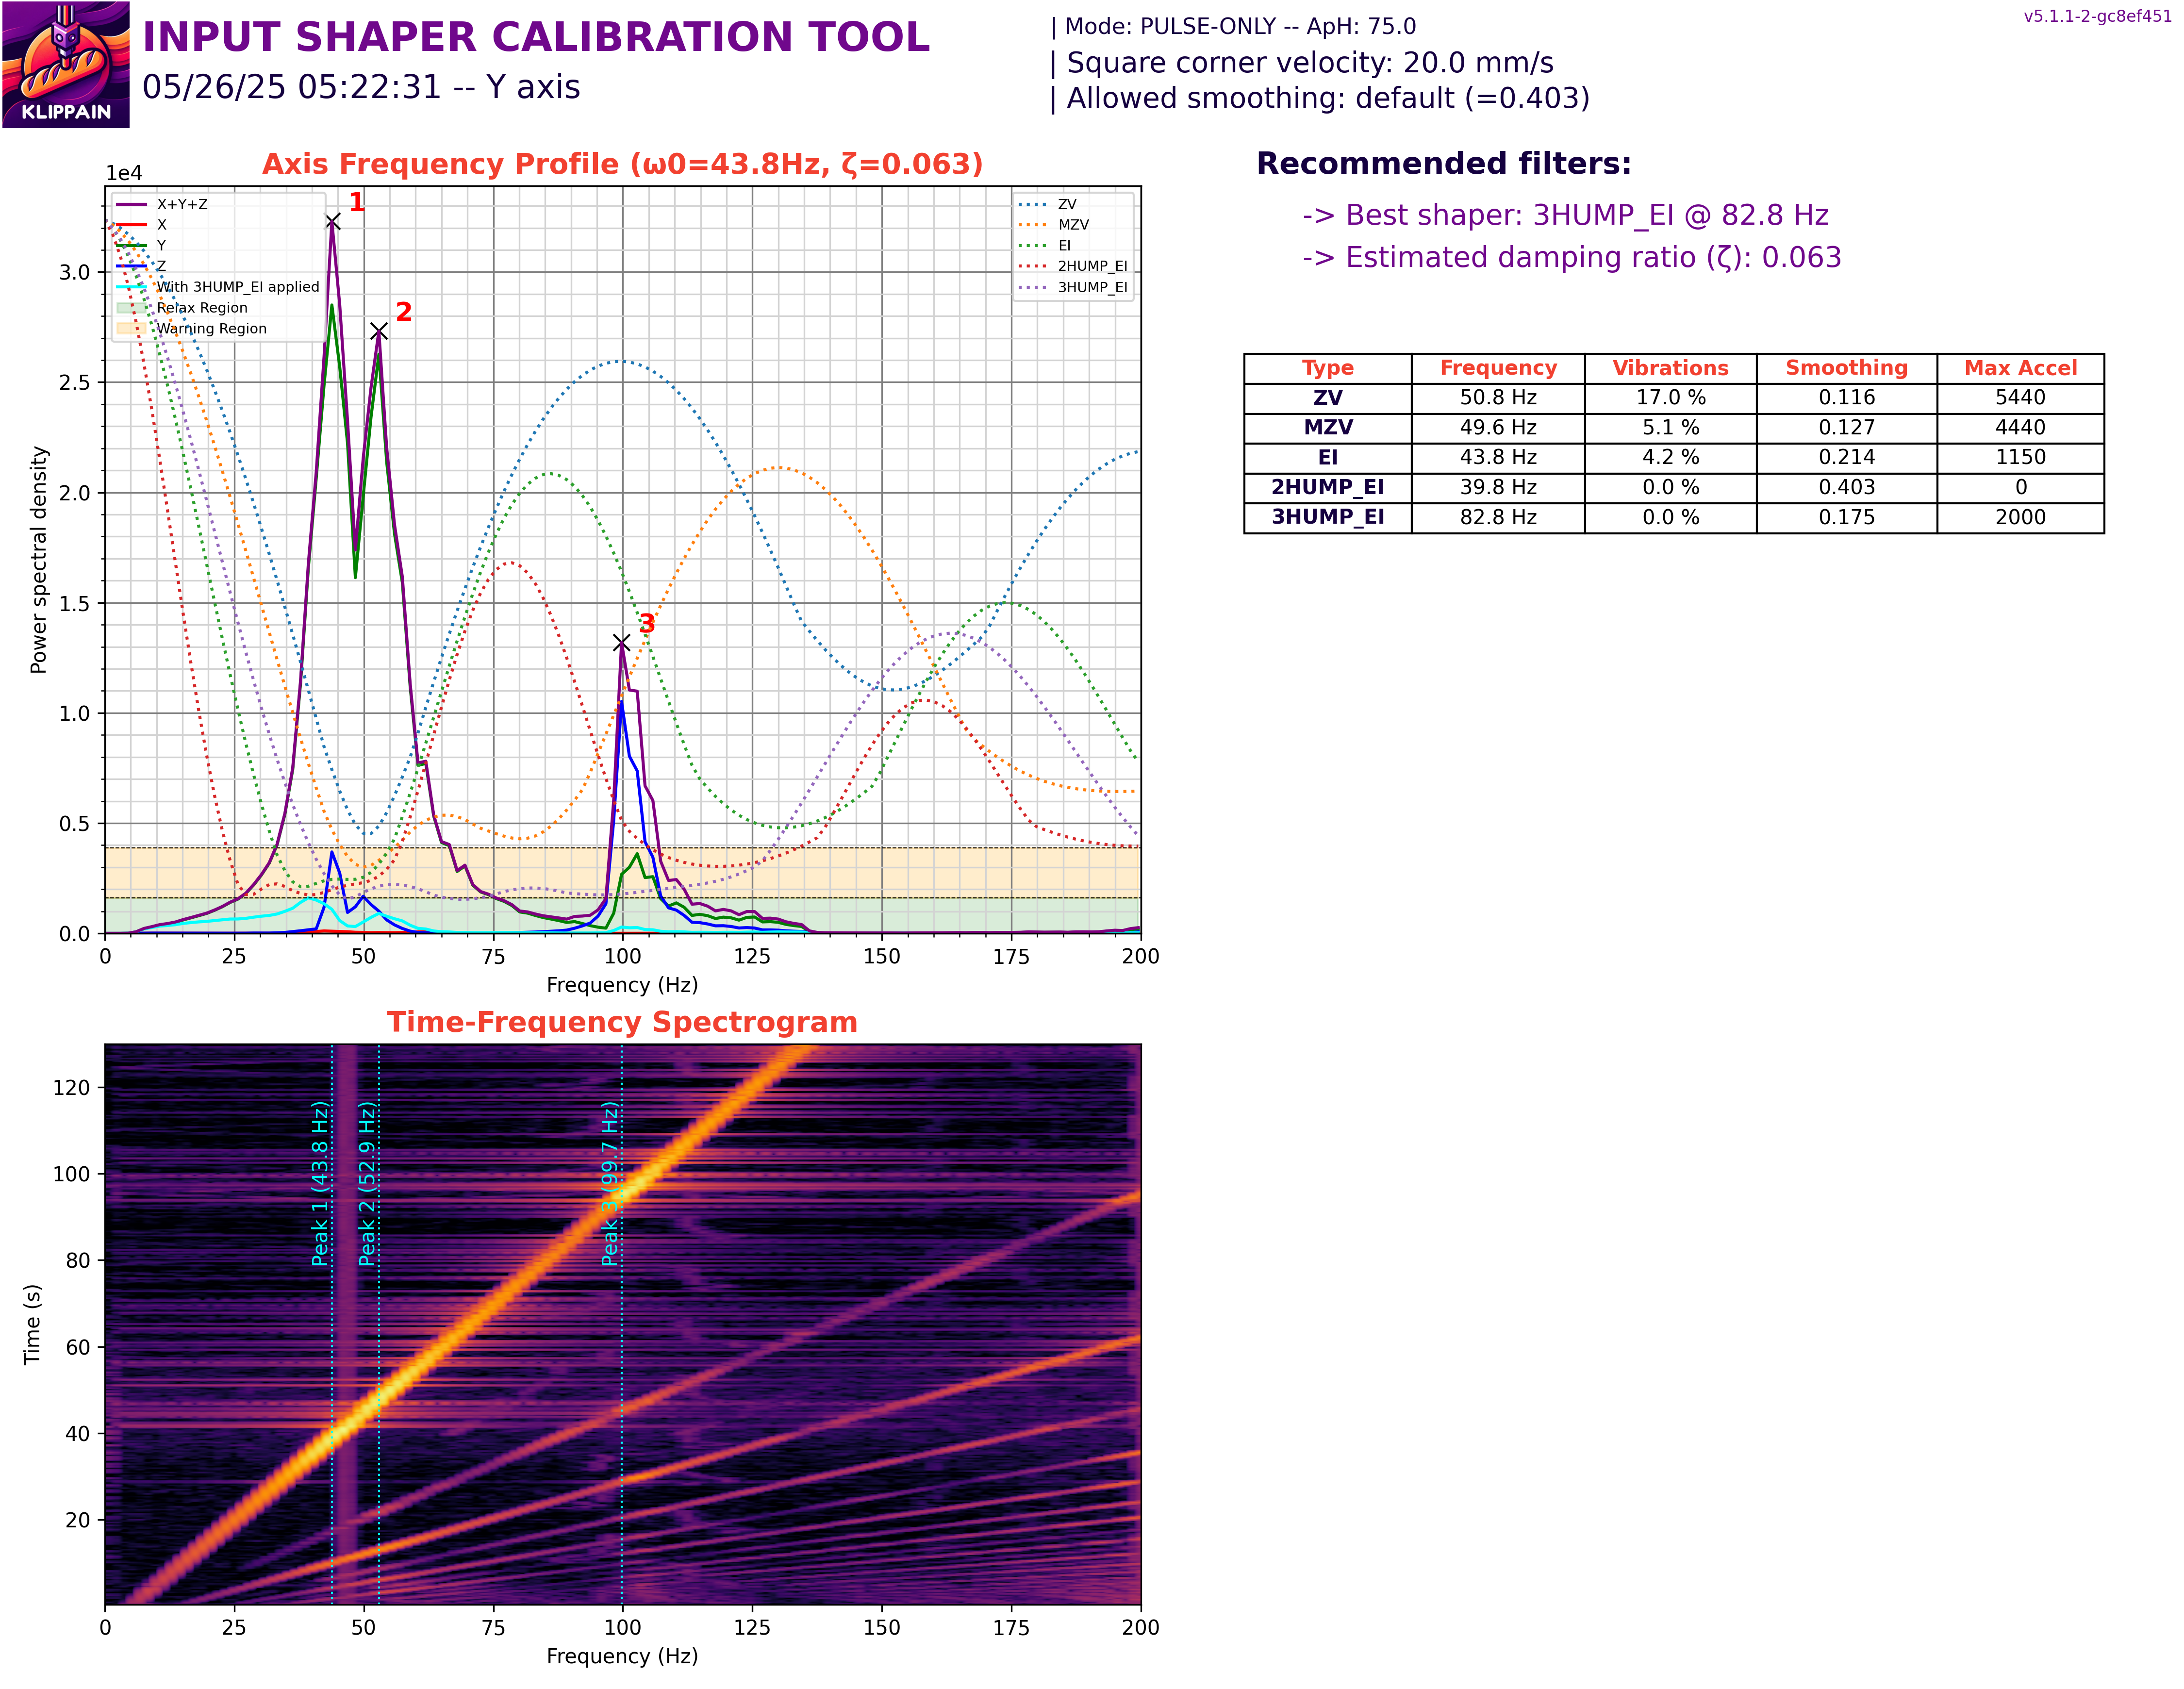 KLIPPAIN
INPUT SHAPER CALIBRATION TOOL
05/26/25 05:22:31 -- Y axis
| Mode: PULSE-ONLY -- ApH: 75.0
| Square corner velocity: 20.0 mm/s
| Allowed smoothing: default (=0.403)
v5.1.1-2-gc8ef451
Axis Frequency Profile (ω0=43.8Hz, ζ=0.063)
1e4
X+Y+Z
X
Y
Z
With 3HUMP_EI applied
Relax Region
Warning Region
ZV
MZV
EI
2HUMP_EI
3HUMP_EI
1
2
3
Power spectral density
3.0
2.5
2.0
1.5
1.0
0.5
0.0
0 25 50 75 100 125 150 175 200
Frequency (Hz)
Recommended filters:
-> Best shaper: 3HUMP_EI @ 82.8 Hz
-> Estimated damping ratio (ζ): 0.063
Type Frequency Vibrations Smoothing Max Accel
ZV 50.8 Hz 17.0 % 0.116 5440
MZV 49.6 Hz 5.1 % 0.127 4440
EI 43.8 Hz 4.2 % 0.214 1150
2HUMP_EI 39.8 Hz 0.0 % 0.403 0
3HUMP_EI 82.8 Hz 0.0 % 0.175 2000
Time-Frequency Spectrogram
Time (s)
120
100
80
60
40
20
Peak 1 (43.8 Hz)
Peak 2 (52.9 Hz)
Peak 3 (99.7 Hz)
0 25 50 75 100 125 150 175 200
Frequency (Hz)